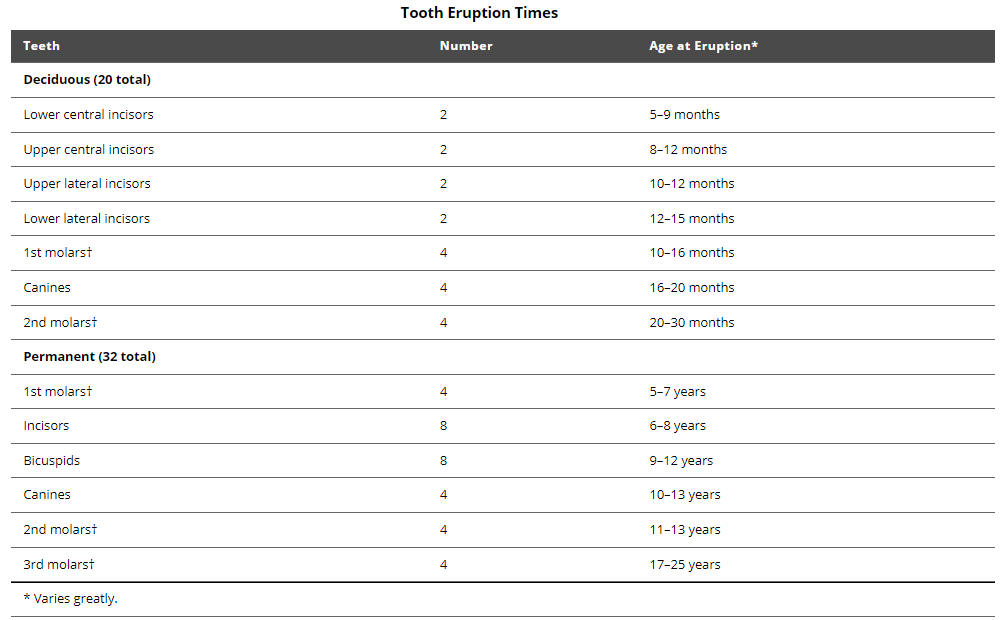 Tooth Eruption Times
Teeth Number Age at Eruption*
Deciduous (20 total)
Lower central incisors 2 5–9 months
Upper central incisors 2 8–12 months
Upper lateral incisors 2 10–12 months
Lower lateral incisors 2 12–15 months
1st molars† 4 10–16 months
Canines 4 16–20 months
2nd molars† 4 20–30 months
Permanent (32 total)
1st molars† 4 5–7 years
Incisors 8 6–8 years
Bicuspids 8 9–12 years
Canines 4 10–13 years
2nd molars† 4 11–13 years
3rd molars† 4 17–25 years
* Varies greatly.